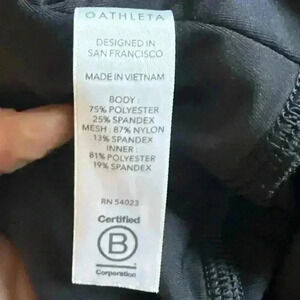 ATHLETA
DESIGNED IN
SAN FRANCISCO
MADE IN VIETNAM
BODY:
75% POLYESTER
25% SPANDEX
MESH: 87% NYLON
13% SPANDEX
INNER:
81% POLYESTER
19% SPANDEX
RN 54023
Certified
B
Corporation